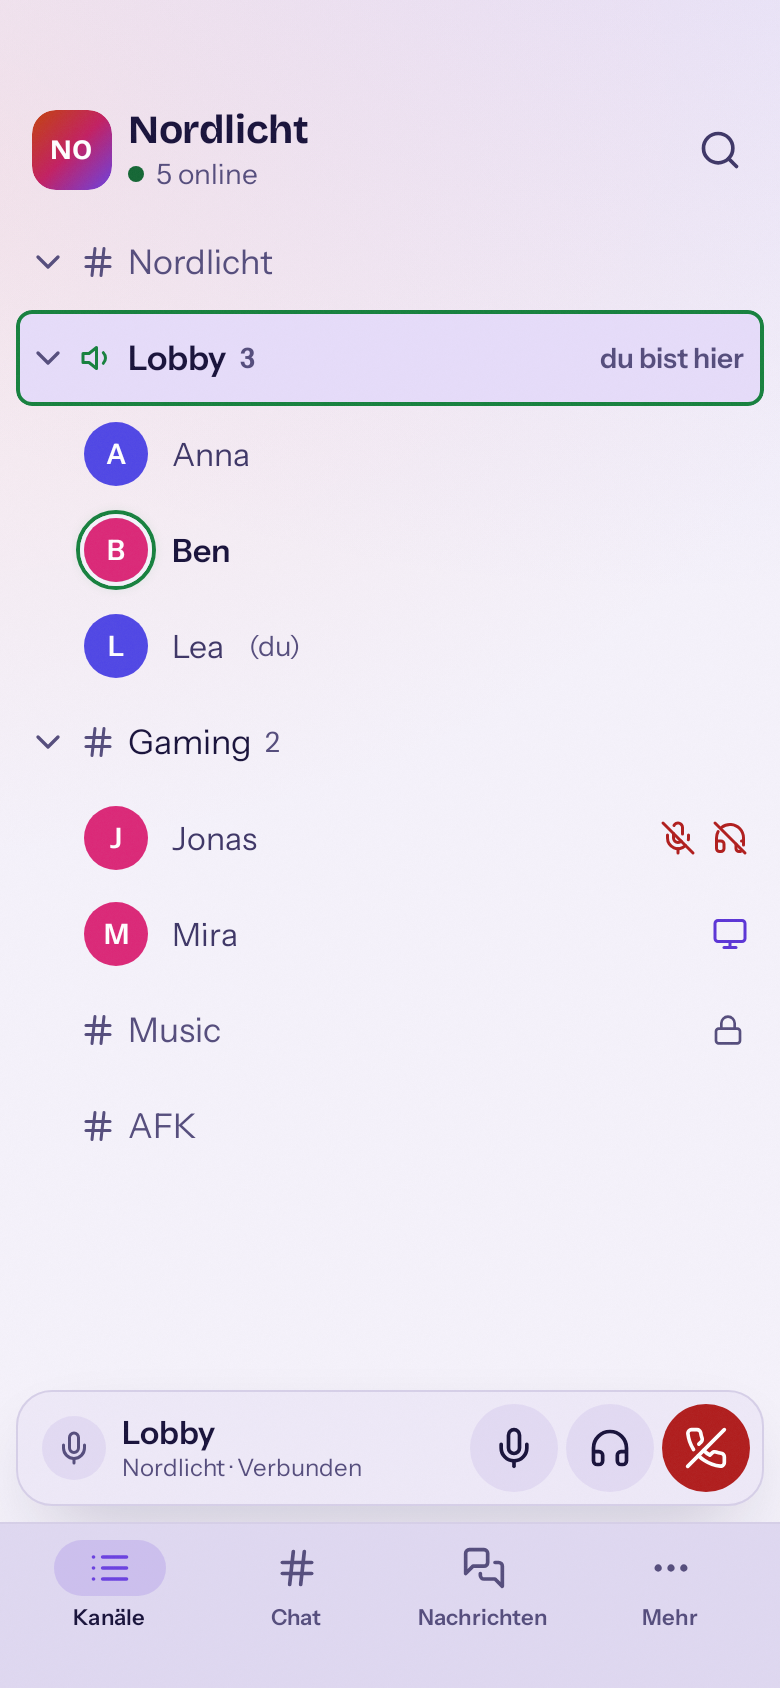 NO
Nordlicht
5 online
# Nordlicht
Lobby 3 du bist hier
A Anna
B Ben
L Lea (du)
# Gaming 2
J Jonas
M Mira
# Music
# AFK
Lobby
Nordlicht · Verbunden
Kanäle # Chat Nachrichten Mehr